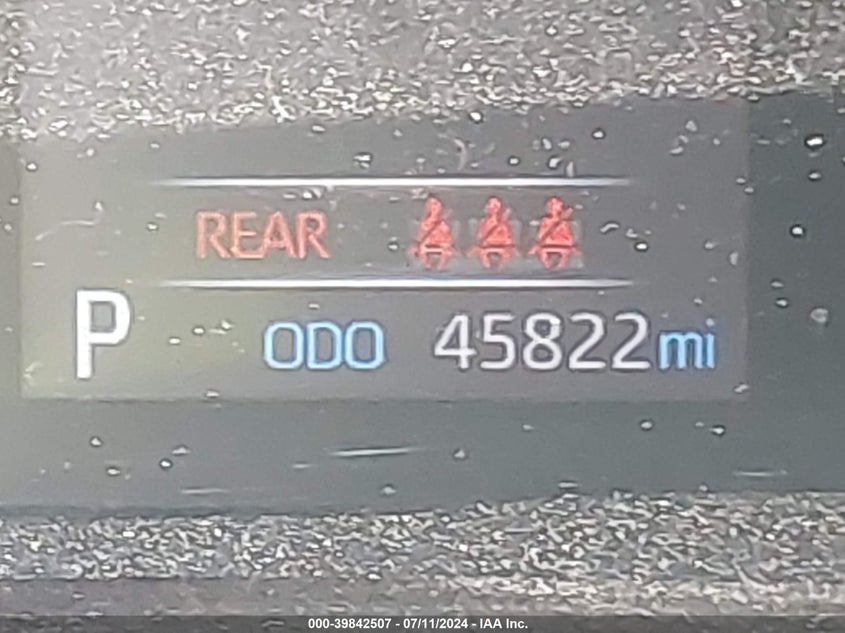 REAR
P ODO 45822mi
000-39842507 - 07/11/2024 - IAA Inc.